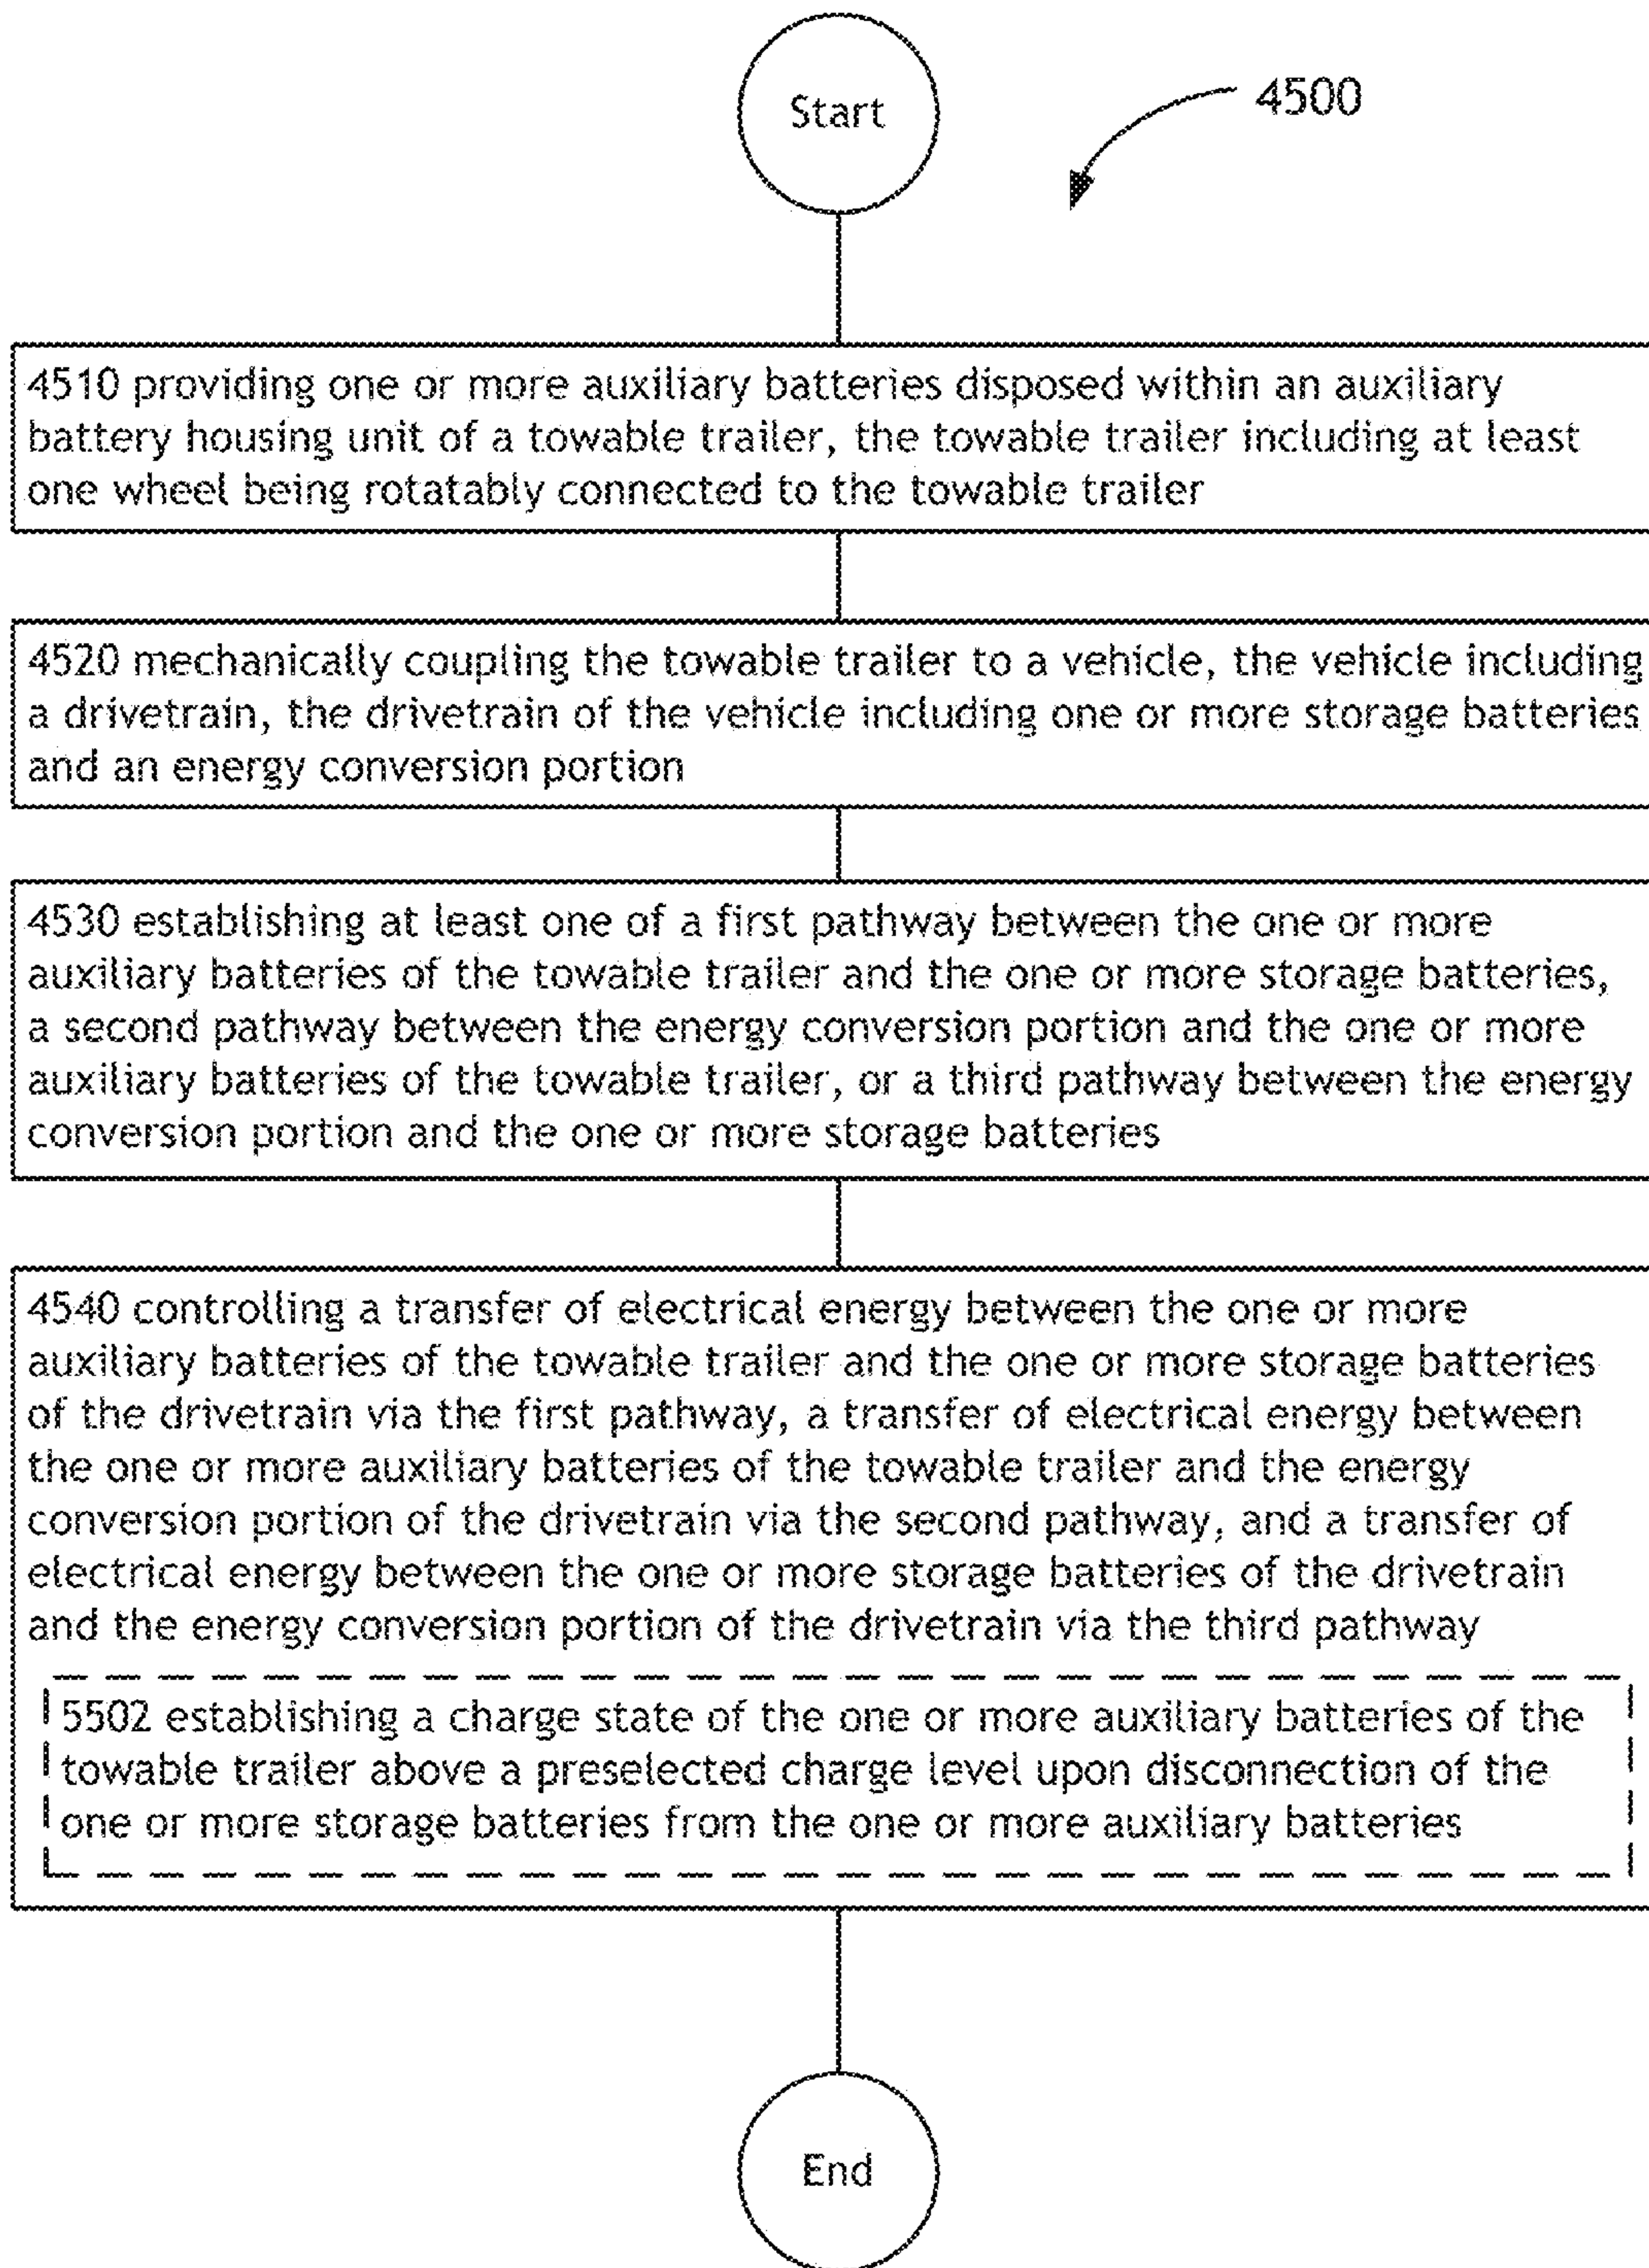 Start
4500
4510 providing one or more auxiliary batteries disposed within an auxiliary
battery housing unit of a towable trailer, the towable trailer including at least
one wheel being rotatably connected to the towable trailer
4520 mechanically coupling the towable trailer to a vehicle, the vehicle including
a drivetrain, the drivetrain of the vehicle including one or more storage batteries
and an energy conversion portion
4530 establishing at least one of a first pathway between the one or more
auxiliary batteries of the towable trailer and the one or more storage batteries,
a second pathway between the energy conversion portion and the one or more
auxiliary batteries of the towable trailer, or a third pathway between the energy
conversion portion and the one or more storage batteries
4540 controlling a transfer of electrical energy between the one or more
auxiliary batteries of the towable trailer and the one or more storage batteries
of the drivetrain via the first pathway, a transfer of electrical energy between
the one or more auxiliary batteries of the towable trailer and the energy
conversion portion of the drivetrain via the second pathway, and a transfer of
electrical energy between the one or more storage batteries of the drivetrain
and the energy conversion portion of the drivetrain via the third pathway
5502 establishing a charge state of the one or more auxiliary batteries of the
towable trailer above a preselected charge level upon disconnection of the
one or more storage batteries from the one or more auxiliary batteries
End